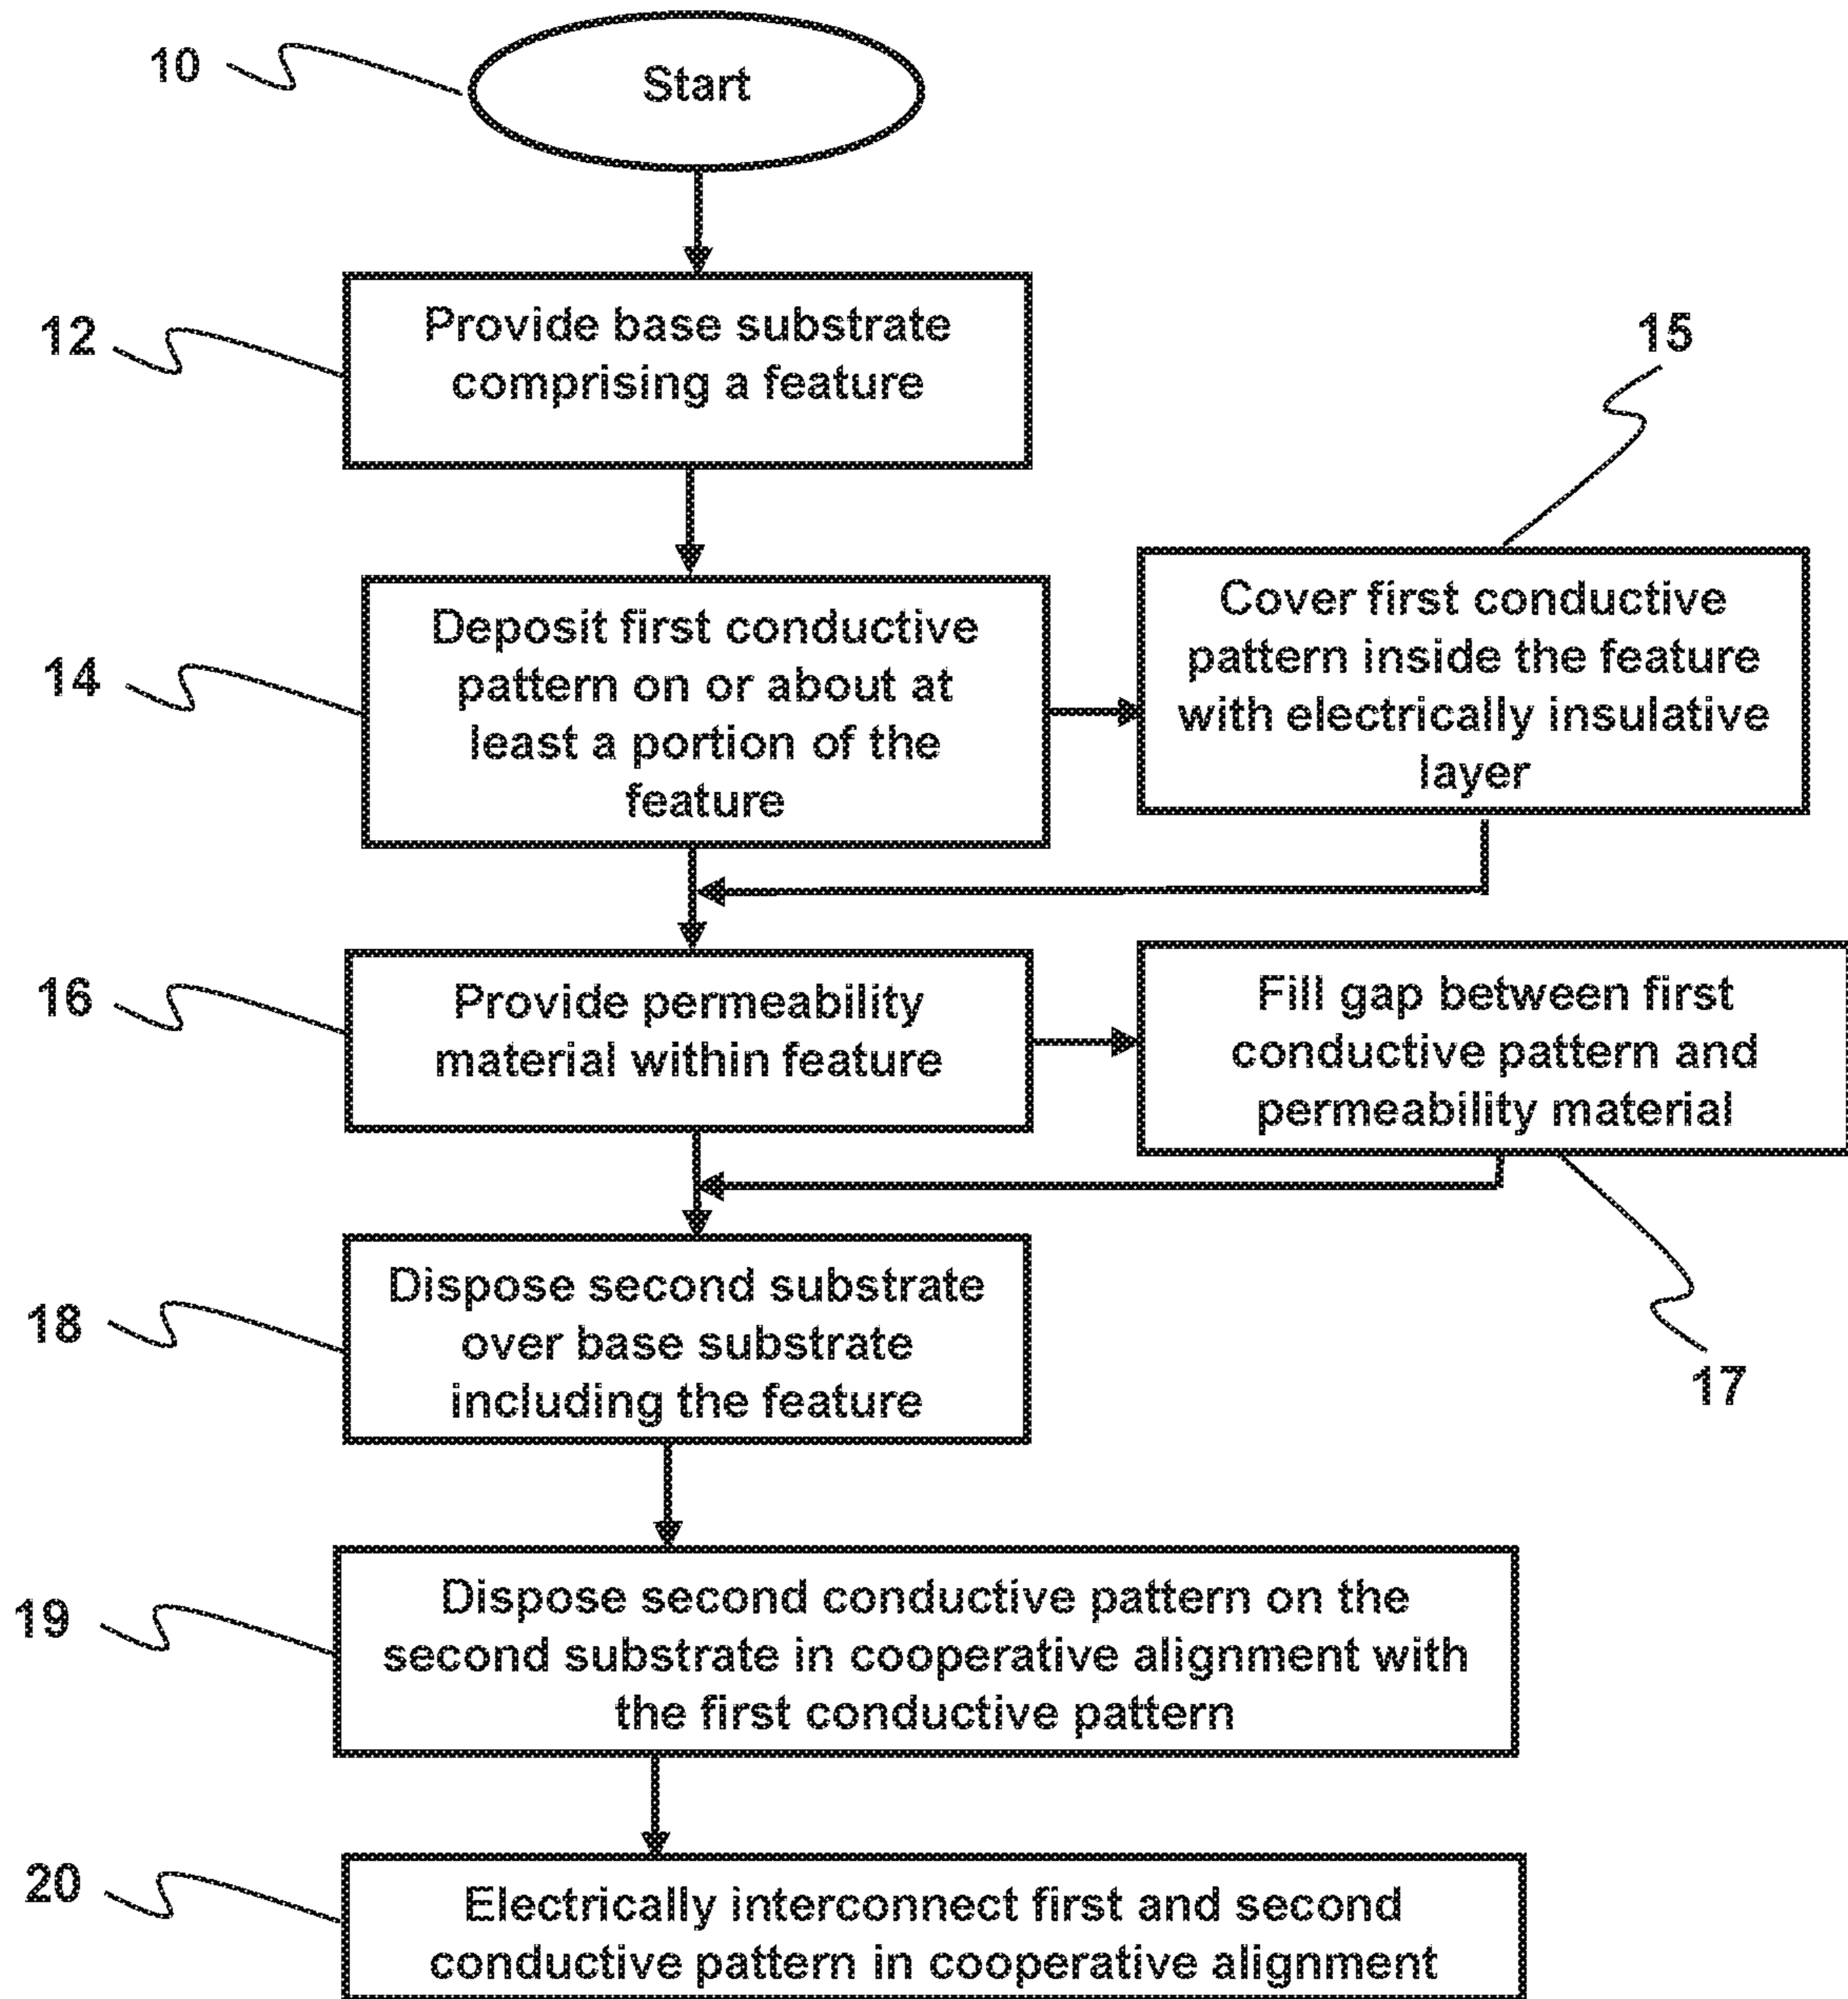 10
Start
12
Provide base substrate
comprising a feature
15
14
Deposit first conductive
pattern on or about at
least a portion of the
feature
Cover first conductive
pattern inside the feature
with electrically insulative
layer
16
Provide permeability
material within feature
Fill gap between first
conductive pattern and
permeability material
18
Dispose second substrate
over base substrate
including the feature
17
19
Dispose second conductive pattern on the
second substrate in cooperative alignment with
the first conductive pattern
20
Electrically interconnect first and second
conductive pattern in cooperative alignment